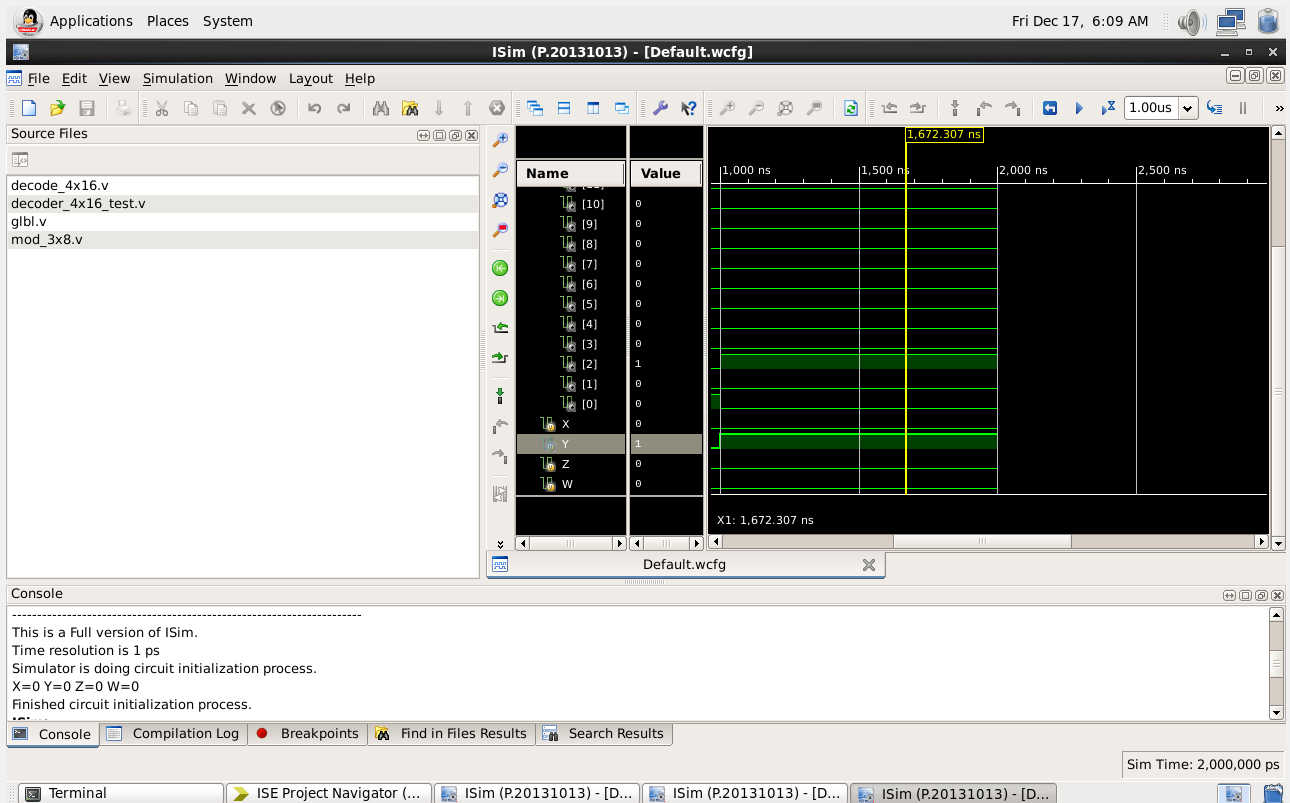 Applications Places System Fri Dec 17, 6:09 AM
ISim (P.20131013) - [Default.wcfg]
File Edit View Simulation Window Layout Help
1.00us »
Source Files
decode_4x16.v
decoder_4x16_test.v
glbl.v
mod_3x8.v
1,672.307 ns
Name Value
1,000 ns 1,500 ns 2,000 ns 2,500 ns
[10] 0
[9] 0
[8] 0
[7] 0
[6] 0
[5] 0
[4] 0
[3] 0
[2] 1
[1] 0
[0] 0
X 0
Y 1
Z 0
W 0
X1: 1,672.307 ns
Default.wcfg
Console
This is a Full version of ISim.
Time resolution is 1 ps
Simulator is doing circuit initialization process.
X=0 Y=0 Z=0 W=0
Finished circuit initialization process.
Console Compilation Log Breakpoints Find in Files Results Search Results
Sim Time: 2,000,000 ps
Terminal ISE Project Navigator (... ISim (P.20131013) - [D... ISim (P.20131013) - [D... ISim (P.20131013) - [D...